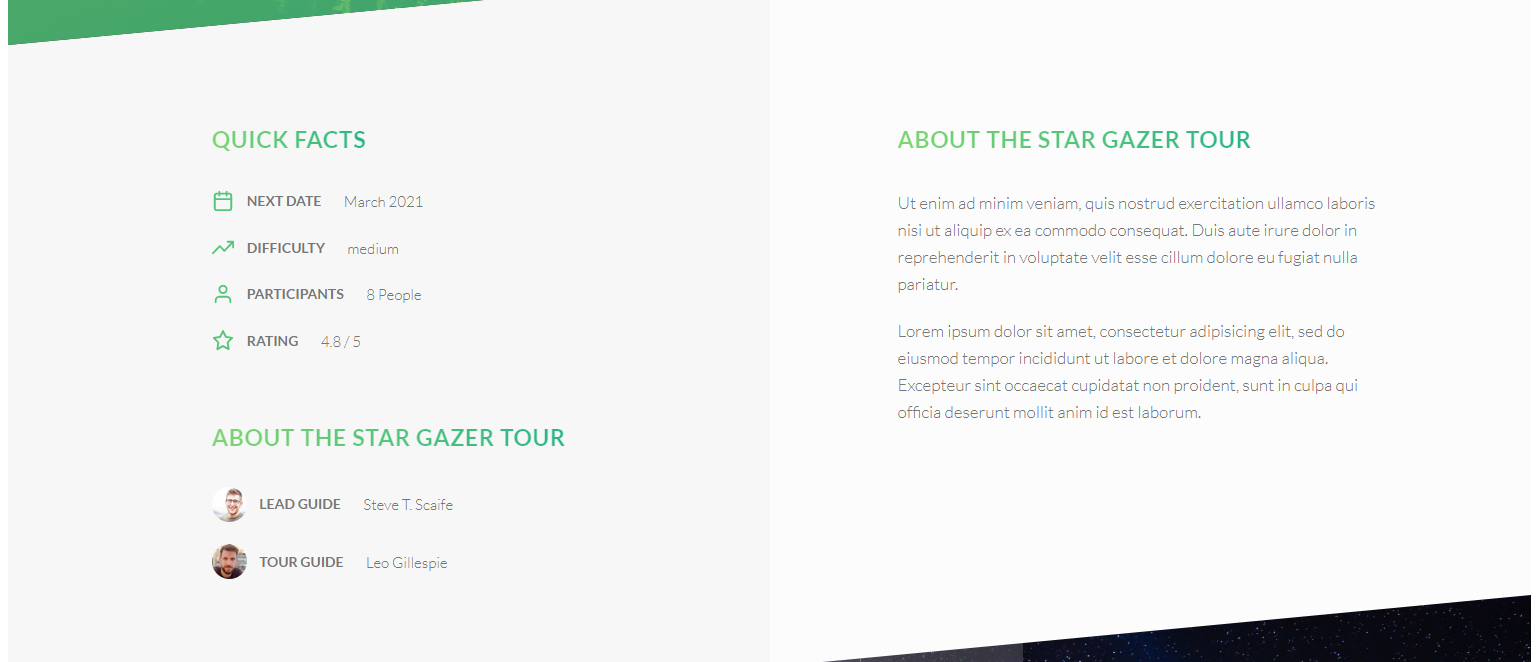 QUICK FACTS
NEXT DATE March 2021
DIFFICULTY medium
PARTICIPANTS 8 People
RATING 4.8 / 5
ABOUT THE STAR GAZER TOUR
LEAD GUIDE Steve T. Scaife
TOUR GUIDE Leo Gillespie
ABOUT THE STAR GAZER TOUR
Ut enim ad minim veniam, quis nostrud exercitation ullamco laboris
nisi ut aliquip ex ea commodo consequat. Duis aute irure dolor in
reprehenderit in voluptate velit esse cillum dolore eu fugiat nulla
pariatur.
Lorem ipsum dolor sit amet, consectetur adipisicing elit, sed do
eiusmod tempor incididunt ut labore et dolore magna aliqua.
Excepteur sint occaecat cupidatat non proident, sunt in culpa qui
officia deserunt mollit anim id est laborum.